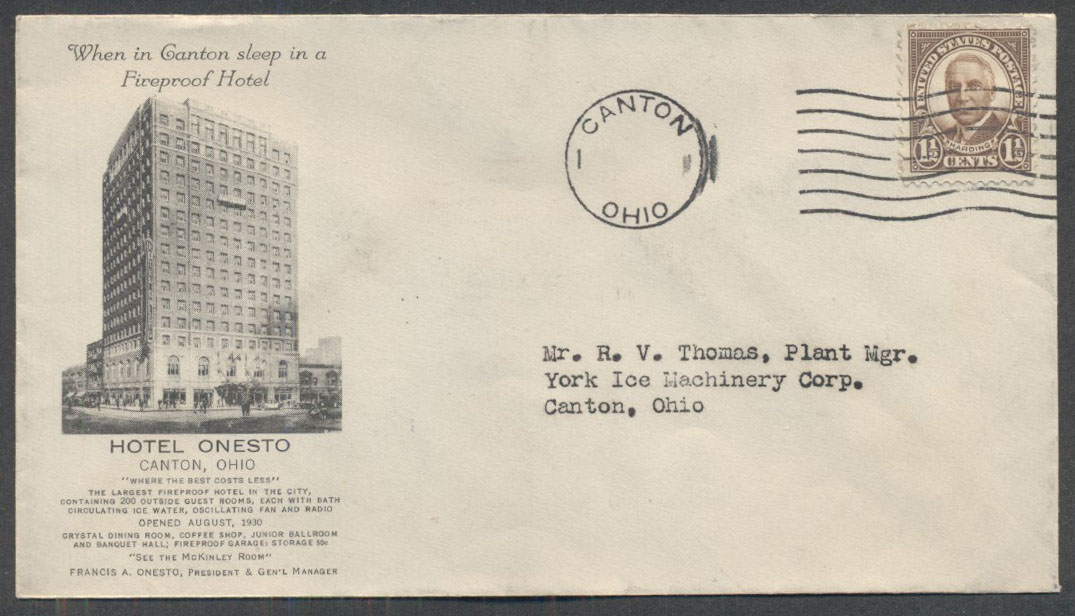 When in Canton sleep in a
Fireproof Hotel
HOTEL ONESTO
CANTON, OHIO
"WHERE THE BEST COSTS LESS"
THE LARGEST FIREPROOF HOTEL IN THE CITY,
CONTAINING 200 OUTSIDE GUEST ROOMS, EACH WITH BATH
CIRCULATING ICE WATER, OSCILLATING FAN AND RADIO
OPENED AUGUST, 1930
CRYSTAL DINING ROOM, COFFEE SHOP, JUNIOR BALLROOM
AND BANQUET HALL; FIREPROOF GARAGE: STORAGE 50c
"SEE THE MCKINLEY ROOM"
FRANCIS A. ONESTO, PRESIDENT & GEN'L MANAGER
CANTON
OHIO
UNITED STATES POSTAGE
HARDING
1½ CENTS 1½
Mr. R. V. Thomas, Plant Mgr.
York Ice Machinery Corp.
Canton, Ohio